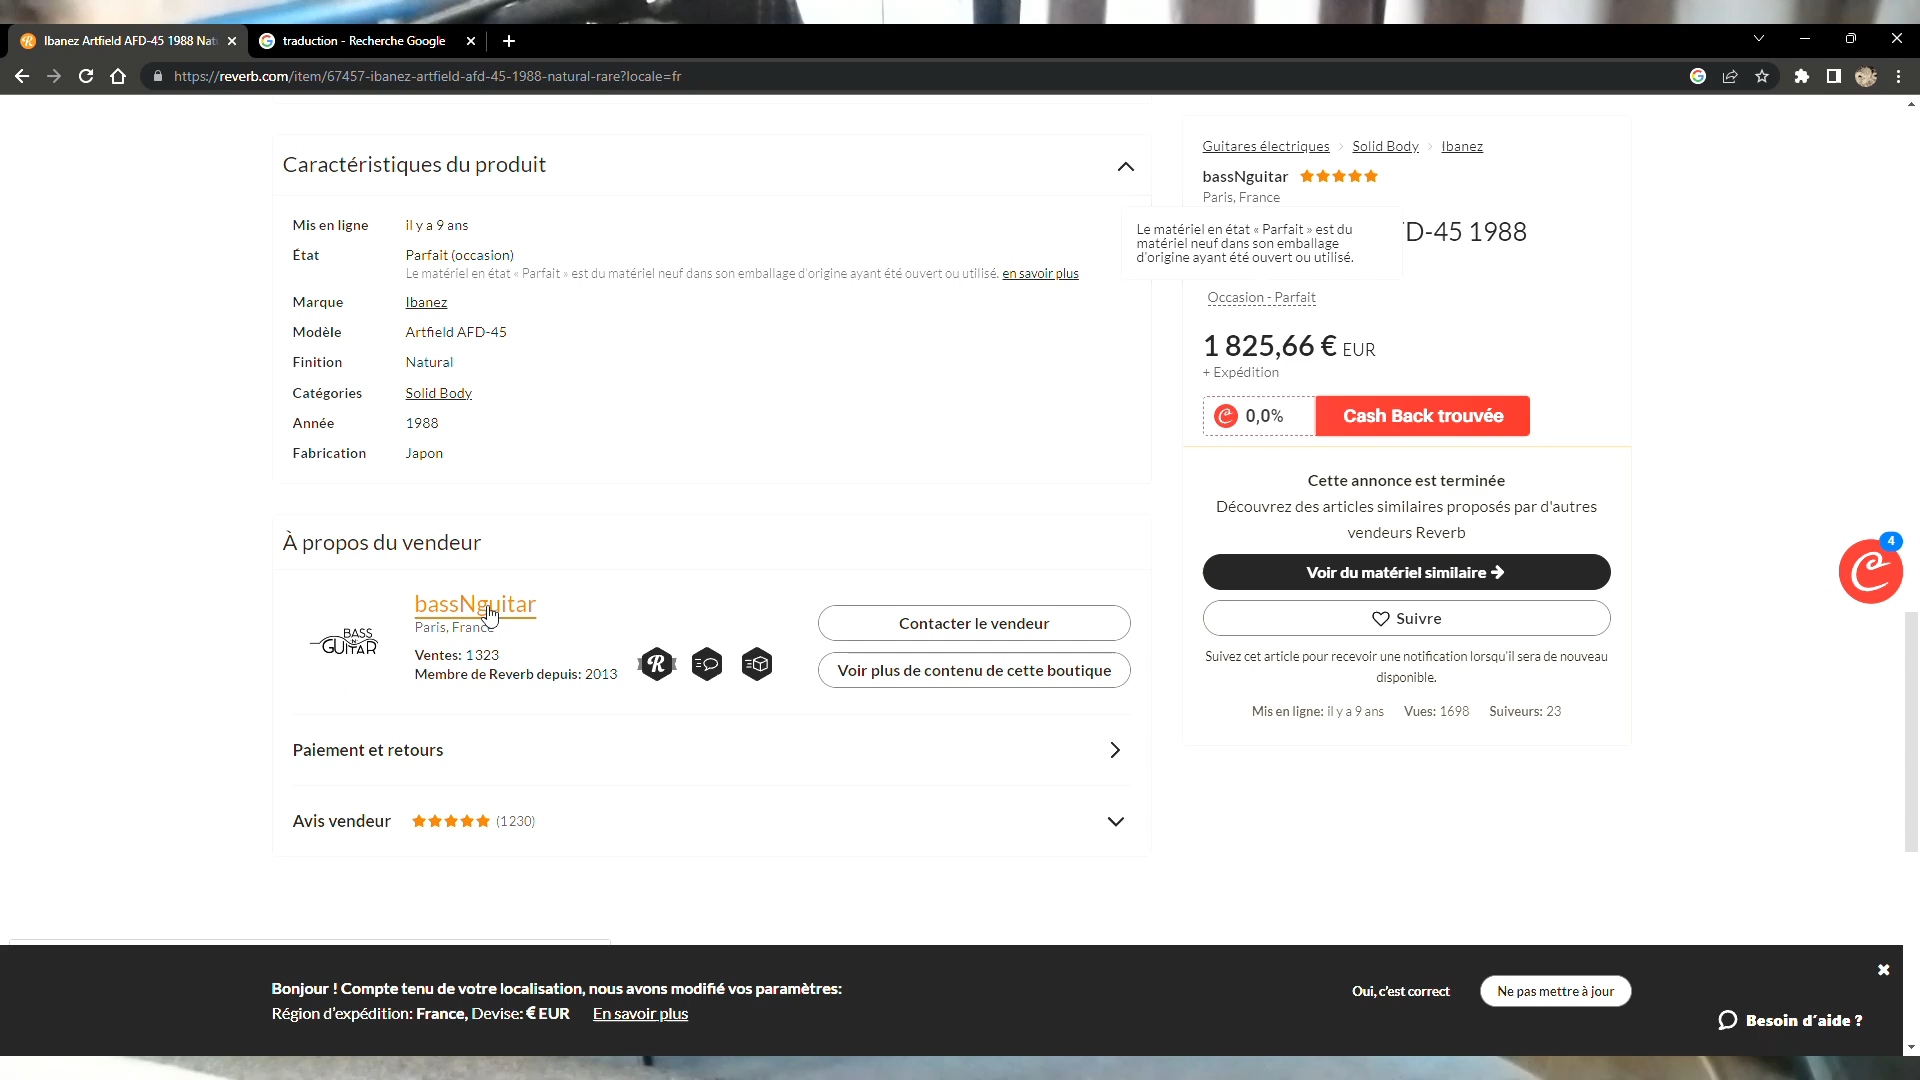 Ibanez Artfield AFD-45 1988 Nat
traduction - Recherche Google
https://reverb.com/item/67457-ibanez-artfield-afd-45-1988-natural-rare?locale=fr
Caractéristiques du produit
Mis en ligne il y a 9 ans
État Parfait (occasion)
Le matériel en état « Parfait » est du matériel neuf dans son emballage d'origine ayant été ouvert ou utilisé. en savoir plus
Marque Ibanez
Modèle Artfield AFD-45
Finition Natural
Catégories Solid Body
Année 1988
Fabrication Japon
À propos du vendeur
BASS
N
GUITAR
bassNguitar
Paris, France
Ventes: 1323
Membre de Reverb depuis: 2013
R
Contacter le vendeur
Voir plus de contenu de cette boutique
Paiement et retours
Avis vendeur (1230)
Guitares électriques > Solid Body > Ibanez
bassNguitar
Paris, France
Le matériel en état « Parfait » est du
matériel neuf dans son emballage
d'origine ayant été ouvert ou utilisé.
D-45 1988
Occasion - Parfait
1 825,66 € EUR
+ Expédition
0,0% Cash Back trouvée
Cette annonce est terminée
Découvrez des articles similaires proposés par d'autres
vendeurs Reverb
Voir du matériel similaire →
Suivre
Suivez cet article pour recevoir une notification lorsqu'il sera de nouveau
disponible.
Mis en ligne: il y a 9 ans Vues: 1698 Suiveurs: 23
4
Bonjour ! Compte tenu de votre localisation, nous avons modifié vos paramètres:
Région d'expédition: France, Devise: € EUR En savoir plus
Oui, c'est correct
Ne pas mettre à jour
Besoin d'aide ?